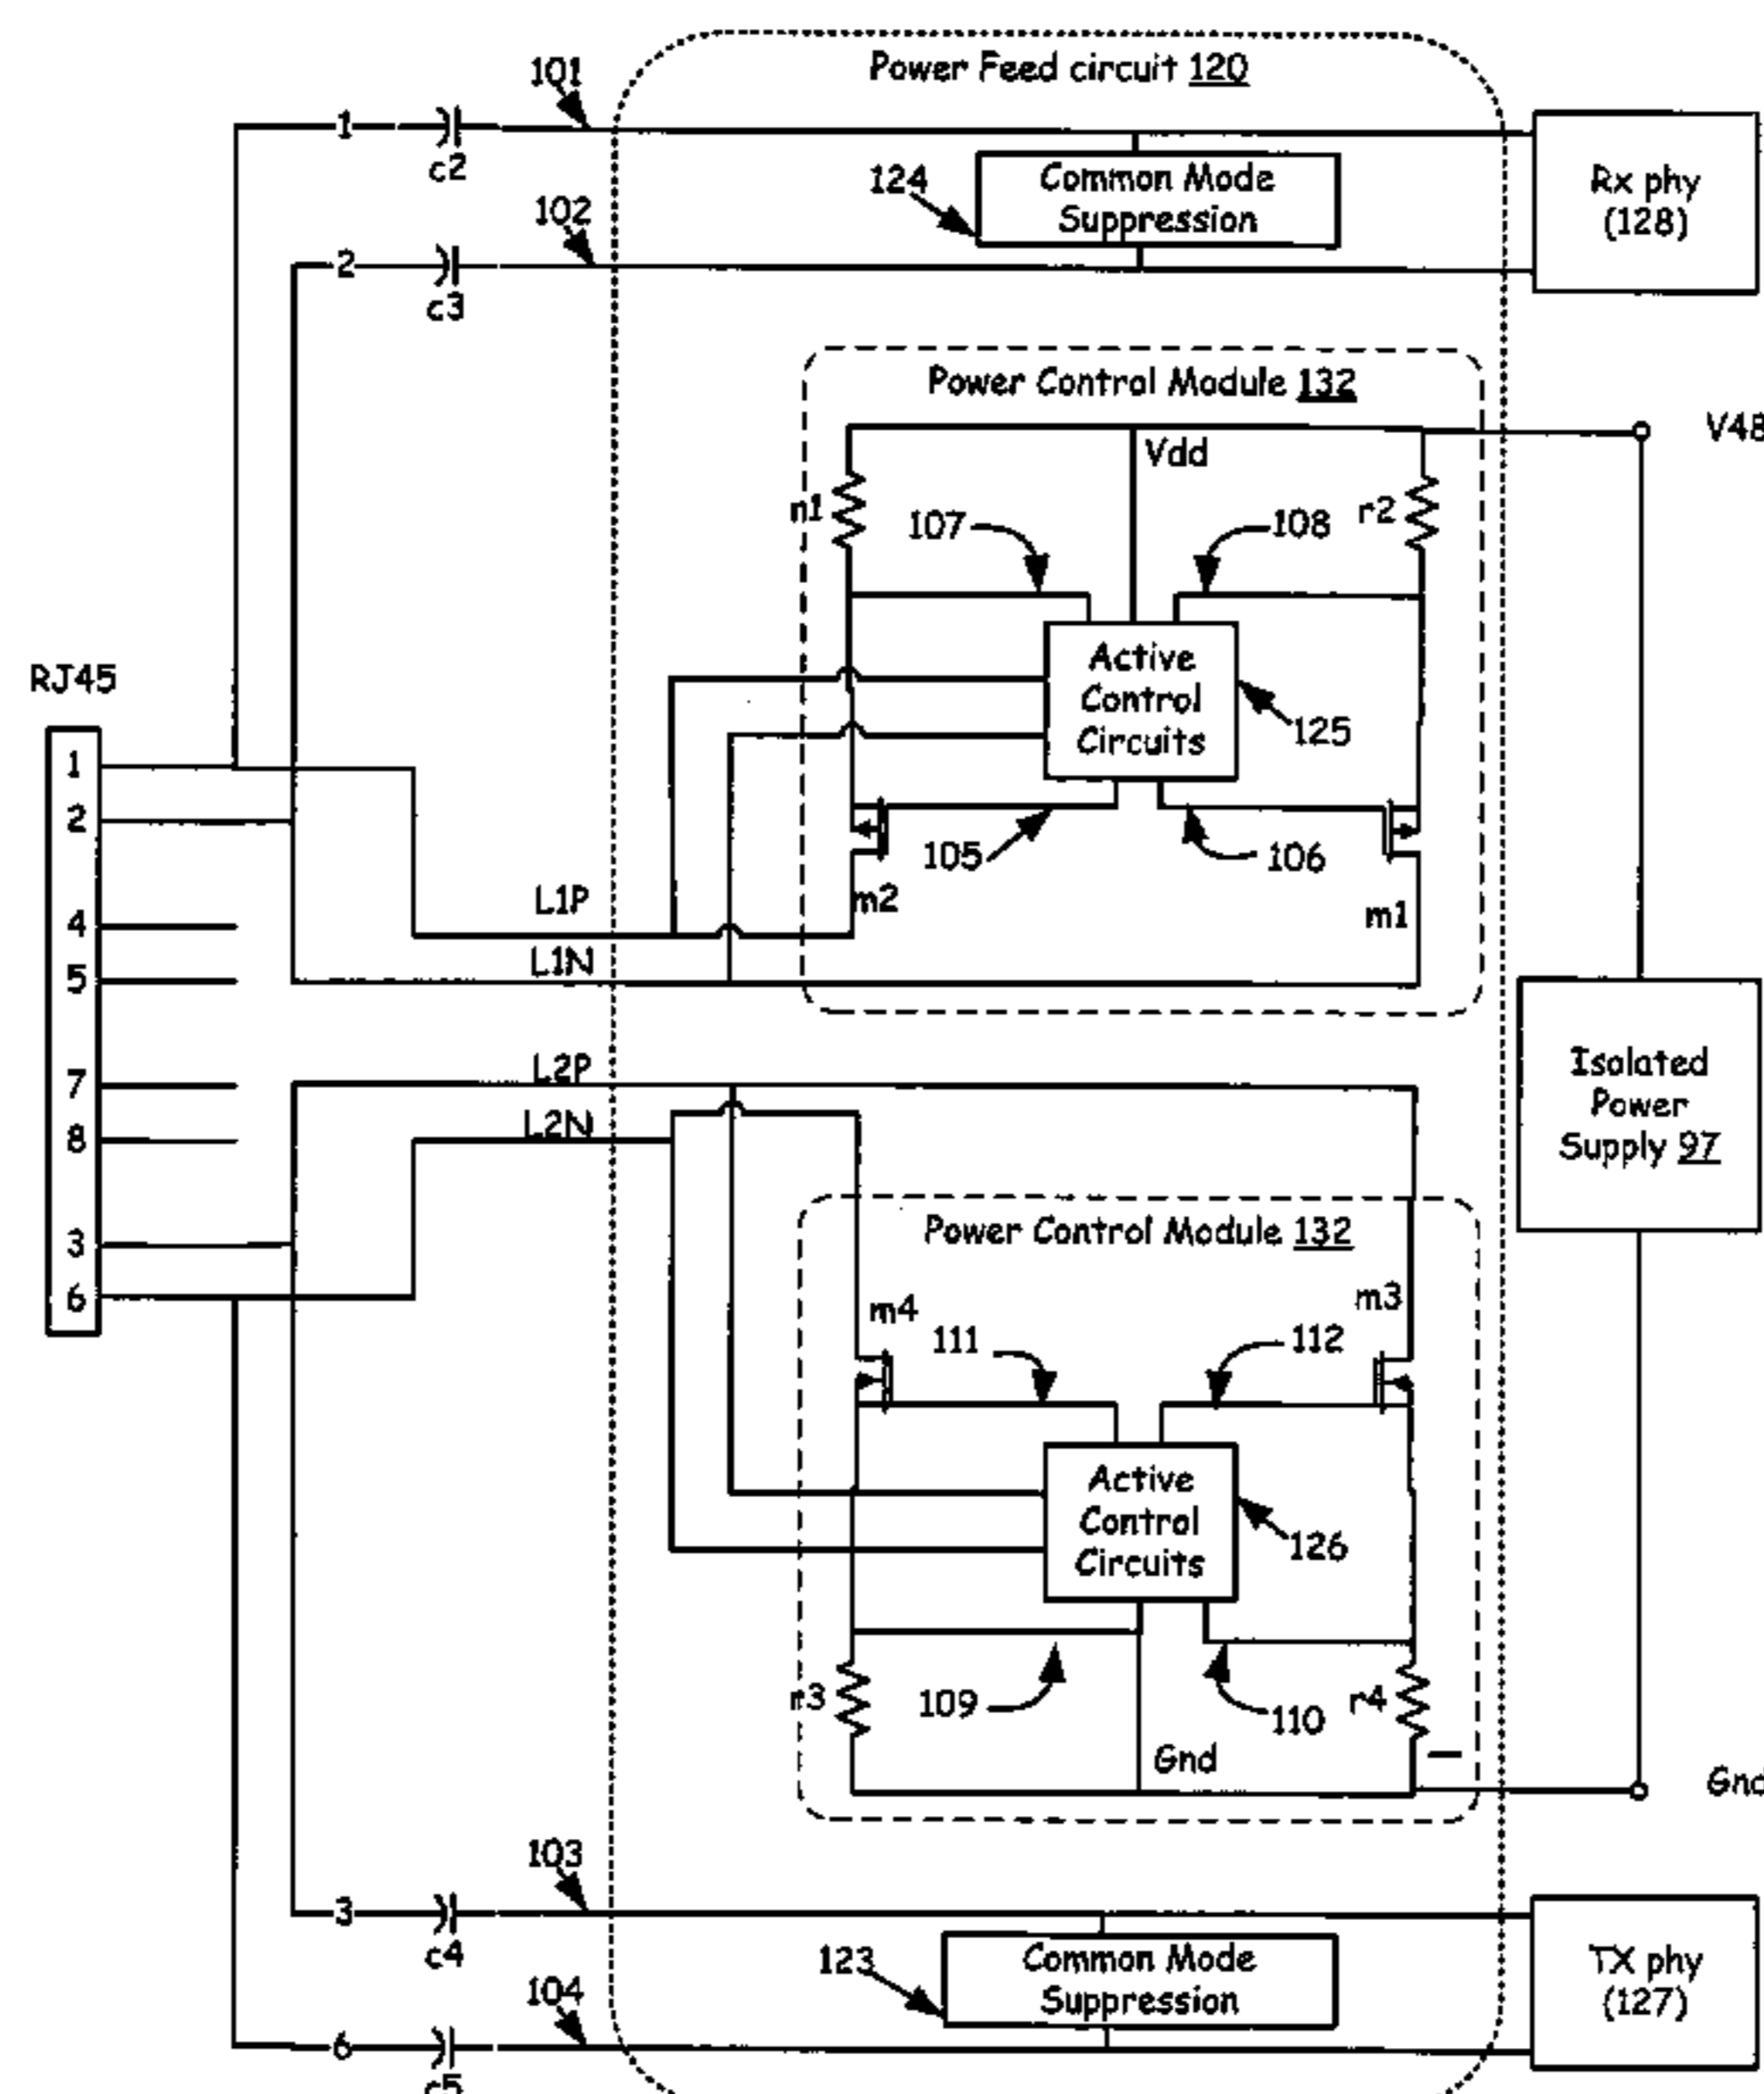 Power Feed circuit 120
101
1
c2
124
Common Mode
Suppression
Rx phy
(128)
102
2
c3
Power Control Module 132
V48
Vdd
r1
107
108
r2
RJ45
Active
Control
Circuits
125
1
2
105
106
m2
m1
L1P
4
L1N
5
L2P
7
L2N
8
Isolated
Power
Supply 97
3
6
Power Control Module 132
m4
m3
111
112
Active
Control
Circuits
126
r3
109
110
r4
Gnd
Gnd
103
3
c4
123
Common Mode
Suppression
TX phy
(127)
104
6
c5